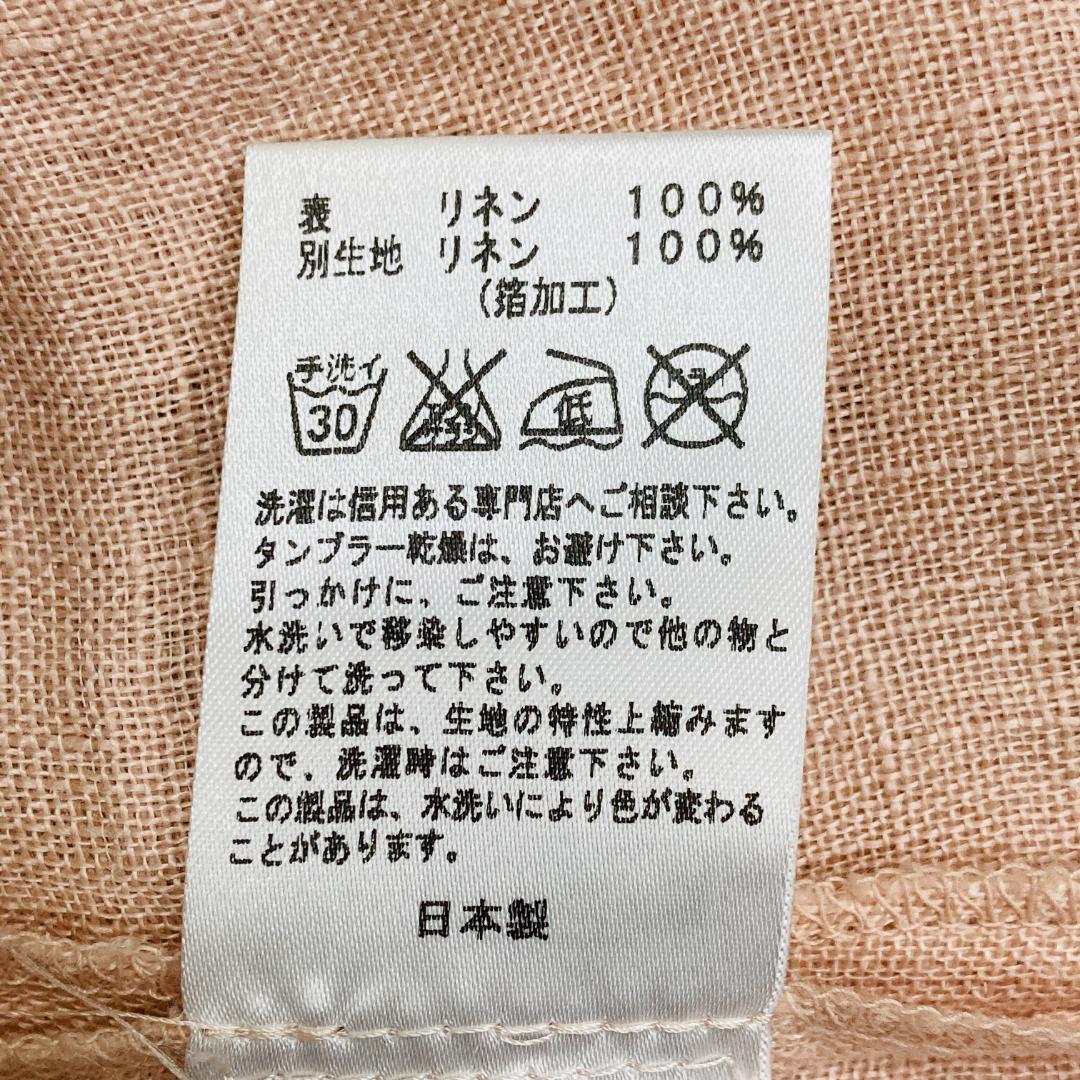 表 リネン 100%
別生地 リネン 100%
(箔加工)
手洗イ 30
低
洗濯は信用ある専門店へご相談下さい。
タンブラー乾燥は、お避け下さい。
引っかけに、ご注意下さい。
水洗いで移染しやすいので他の物と
分けて洗って下さい。
この製品は、生地の特性上縮みます
ので、洗濯時はご注意下さい。
この製品は、水洗いにより色が変わる
ことがあります。
日本製